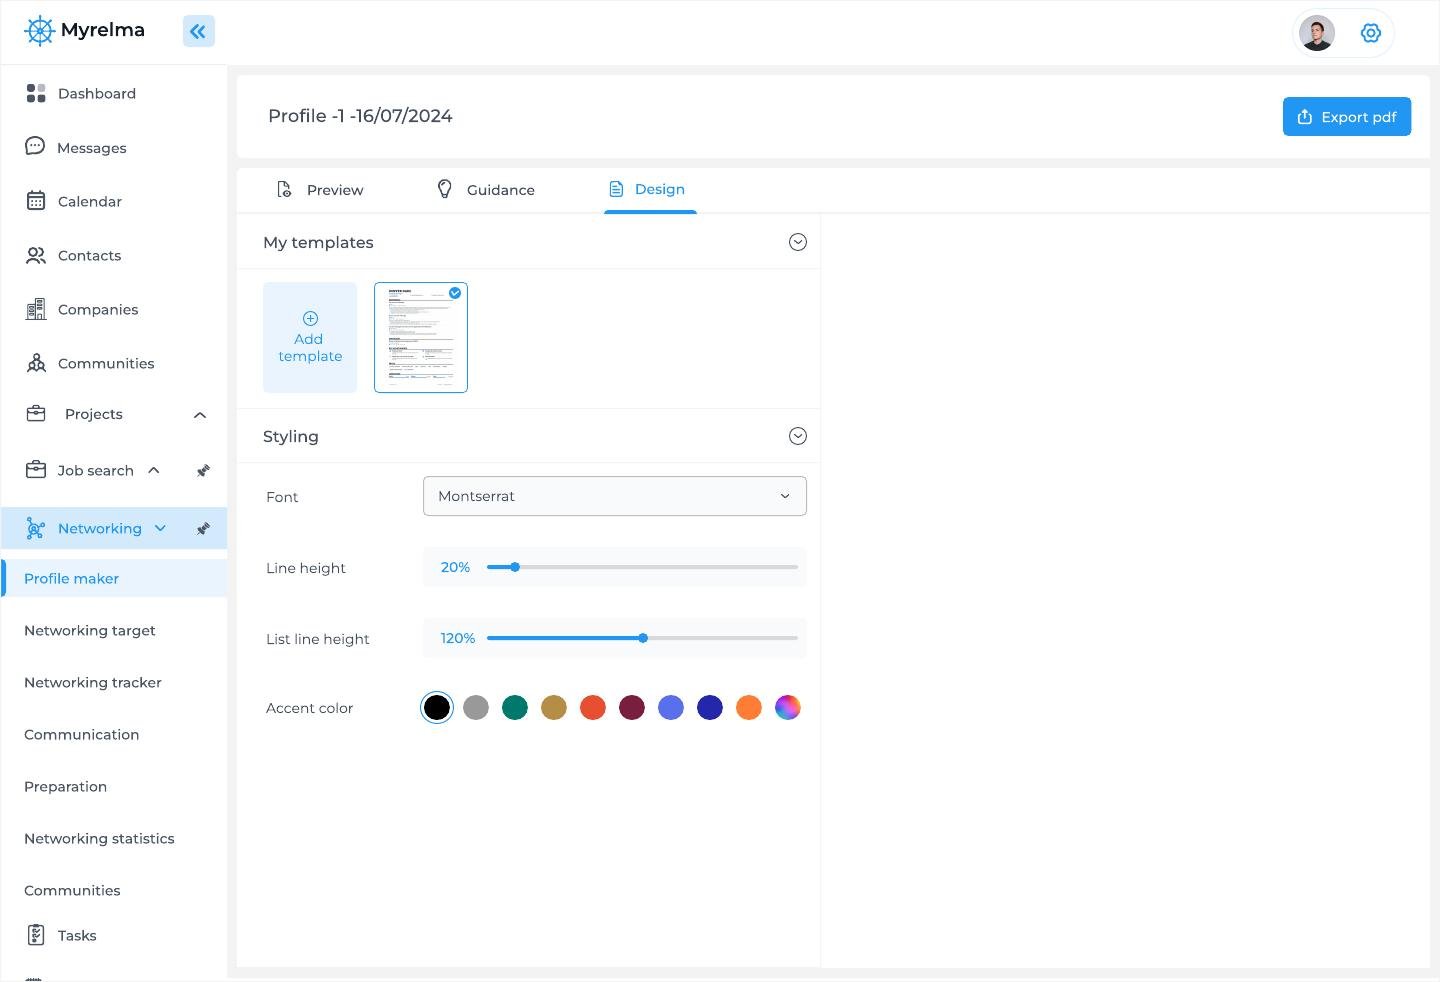 Myrelma
Dashboard
Messages
Calendar
Contacts
Companies
Communities
Projects
Job search
Networking
Profile maker
Networking target
Networking tracker
Communication
Preparation
Networking statistics
Communities
Tasks
Profile -1 -16/07/2024
Export pdf
Preview
Guidance
Design
My templates
Add
template
Styling
Font
Montserrat
Line height
20%
List line height
120%
Accent color